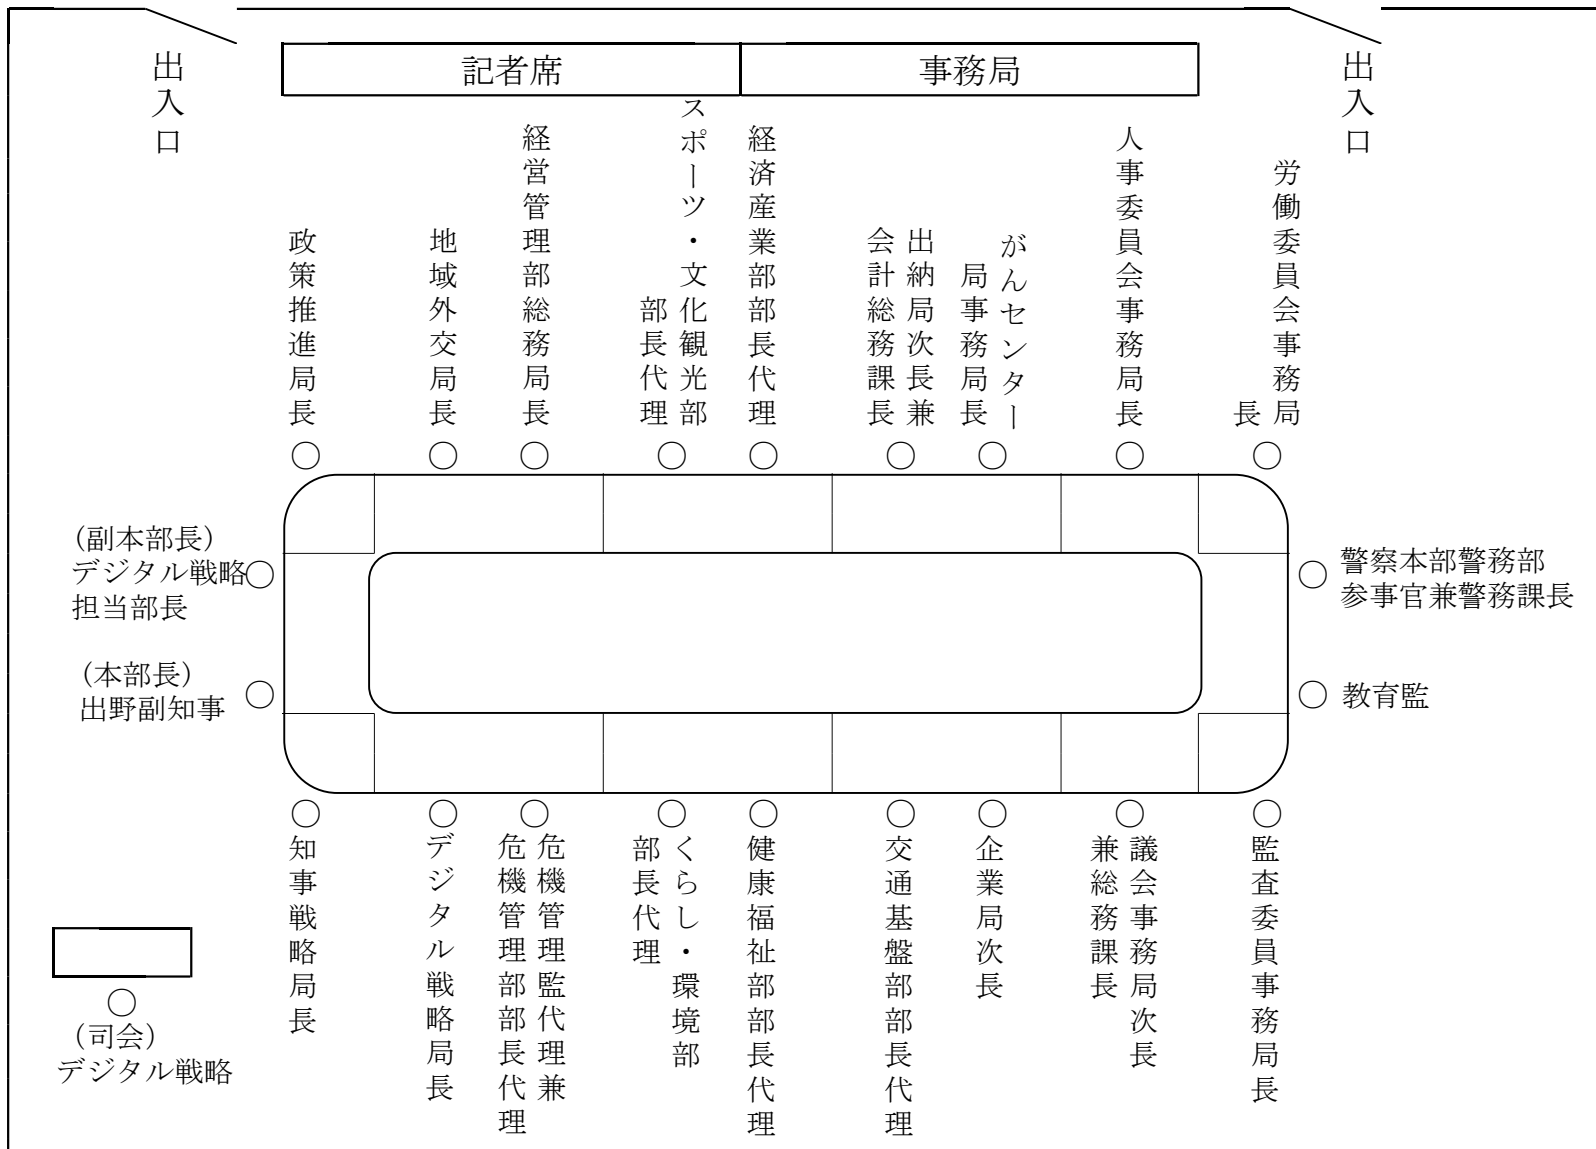 出入口
記者席
事務局
出入口
政策推進局長
地域外交局長
経営管理部総務局長
スポーツ・文化観光部
部長代理
経済産業部部長代理
出納局次長兼
会計総務課長
がんセンター
局事務局長
人事委員会事務局長
労働委員会事務局
長
（副本部長）
デジタル戦略
担当部長
（本部長）
出野副知事
警察本部警務部
参事官兼警務課長
教育監
知事戦略局長
デジタル戦略局長
危機管理監代理兼
危機管理部部長代理
くらし・環境部
部長代理
健康福祉部部長代理
交通基盤部部長代理
企業局次長
議会事務局次長
兼総務課長
監査委員事務局長
（司会）
デジタル戦略